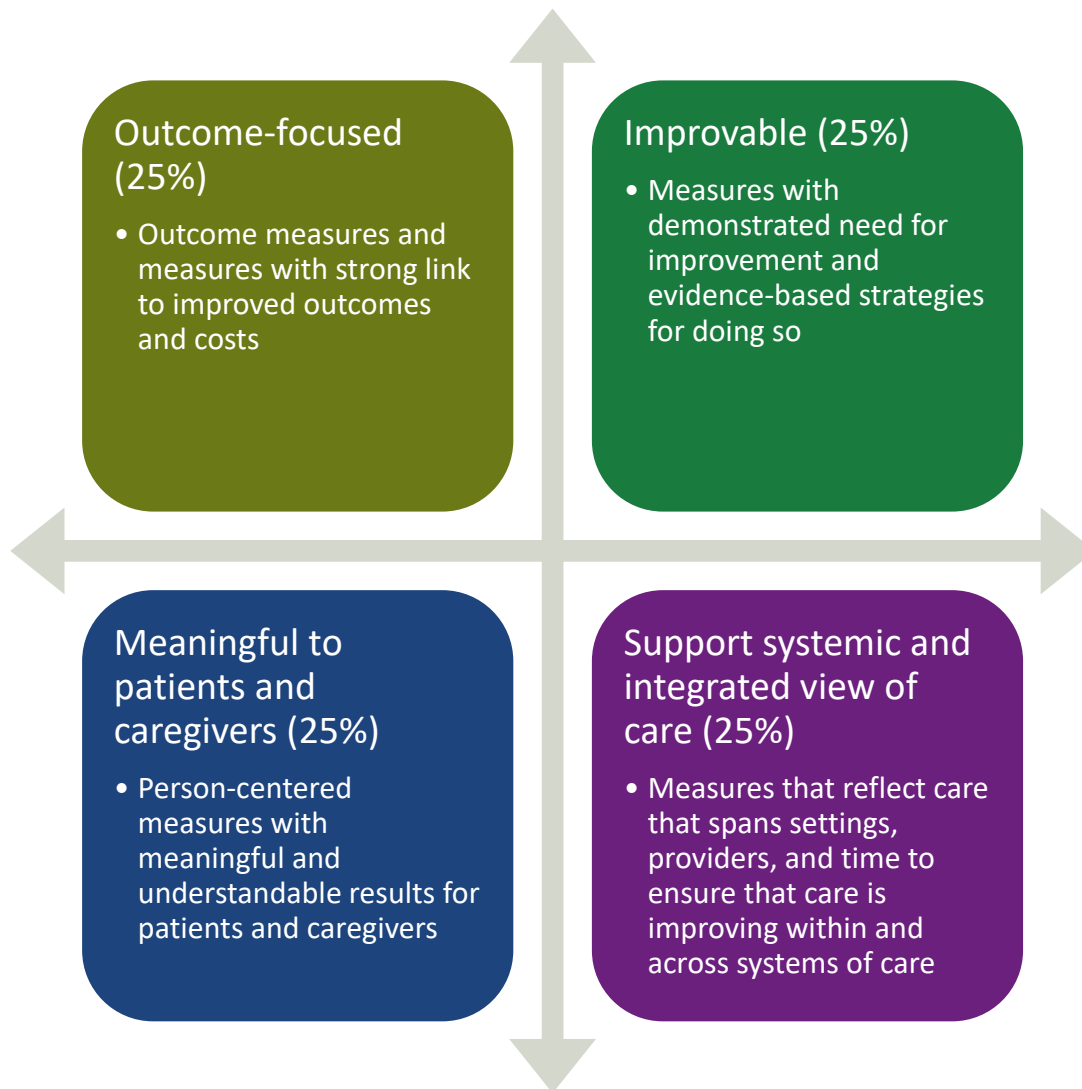 Outcome-focused
(25%)
• Outcome measures and
measures with strong link
to improved outcomes
and costs
Improvable (25%)
• Measures with
demonstrated need for
improvement and
evidence-based strategies
for doing so
Meaningful to
patients and
caregivers (25%)
• Person-centered
measures with
meaningful and
understandable results for
patients and caregivers
Support systemic and
integrated view of
care (25%)
• Measures that reflect care
that spans settings,
providers, and time to
ensure that care is
improving within and
across systems of care